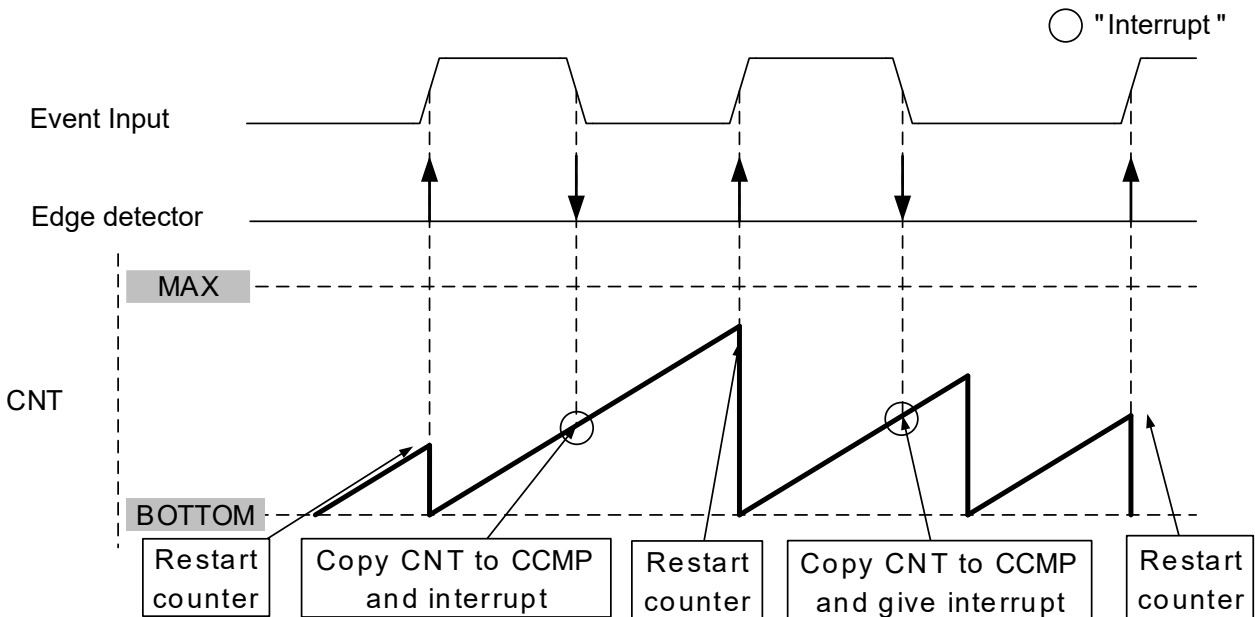 "Interrupt"
Event Input
Edge detector
MAX
CNT
BOTTOM
Restart
counter
Copy CNT to CCMP
and interrupt
Restart
counter
Copy CNT to CCMP
and give interrupt
Restart
counter